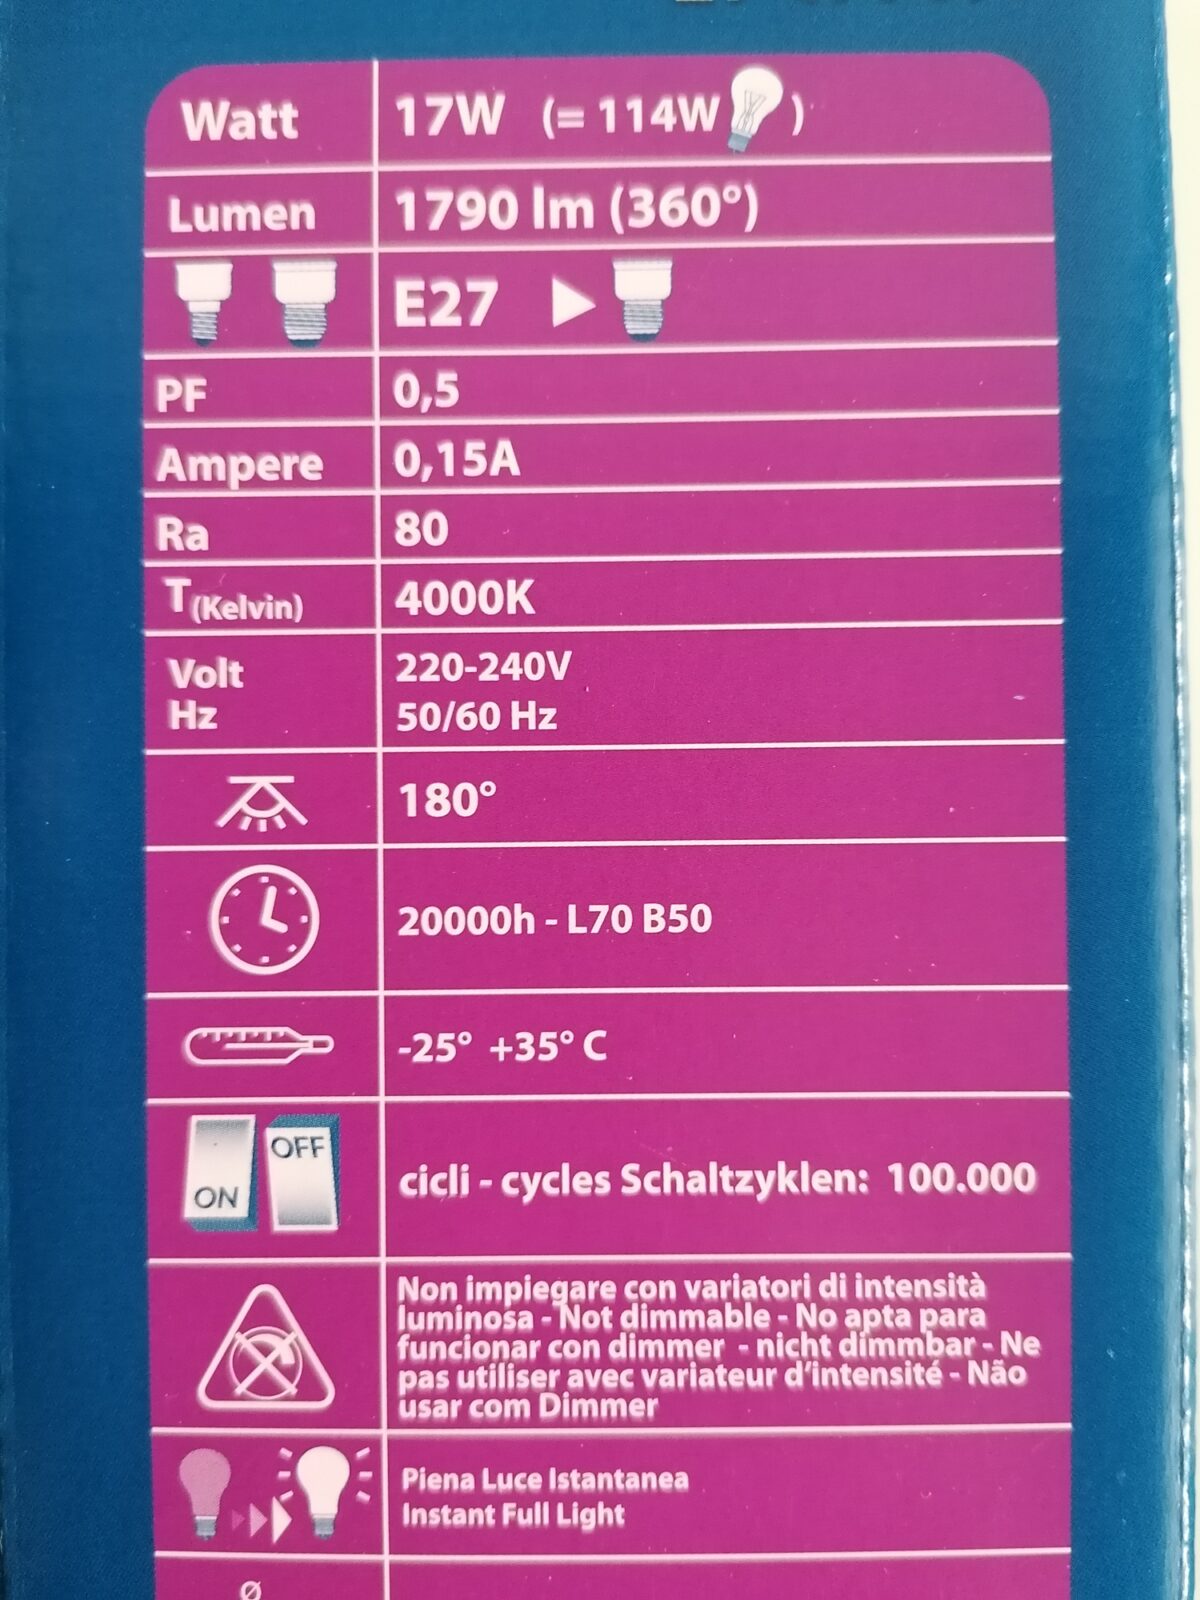 Watt 17W (= 114W )
Lumen 1790 lm (360°)
E27
PF 0,5
Ampere 0,15A
Ra 80
T(Kelvin) 4000K
Volt 220-240V
Hz 50/60 Hz
180°
20000h - L70 B50
-25° +35° C
ON OFF cicli - cycles Schaltzyklen: 100.000
Non impiegare con variatori di intensità
luminosa - Not dimmable - No apta para
funcionar con dimmer - nicht dimmbar - Ne
pas utiliser avec variateur d'intensité - Não
usar com Dimmer
Piena Luce Istantanea
Instant Full Light
Ø